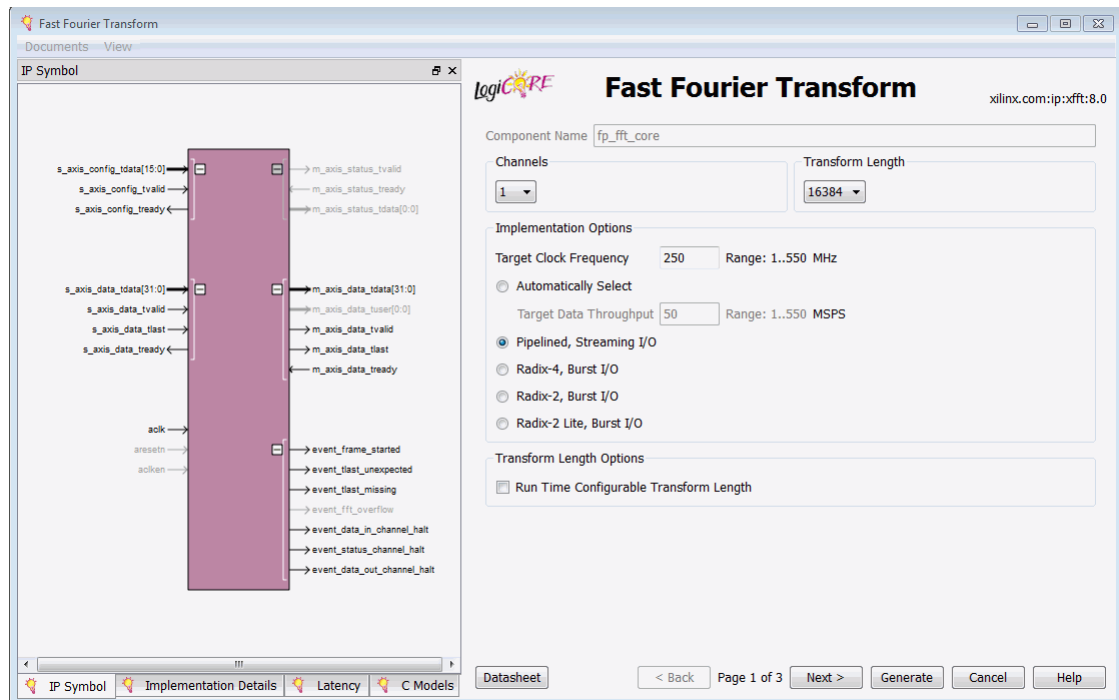 Fast Fourier Transform
Documents View
IP Symbol
s_axis_config_tdata[15:0]
s_axis_config_tvalid
s_axis_config_tready
s_axis_data_tdata[31:0]
s_axis_data_tvalid
s_axis_data_tlast
s_axis_data_tready
aclk
aresetn
aclken
m_axis_status_tvalid
m_axis_status_tready
m_axis_status_tdata[0:0]
m_axis_data_tdata[31:0]
m_axis_data_tuser[0:0]
m_axis_data_tvalid
m_axis_data_tlast
m_axis_data_tready
event_frame_started
event_tlast_unexpected
event_tlast_missing
event_fft_overflow
event_data_in_channel_halt
event_status_channel_halt
event_data_out_channel_halt
IP Symbol Implementation Details Latency C Models
LogiCORE
Fast Fourier Transform
xilinx.com:ip:xfft:8.0
Component Name fp_fft_core
Channels
1
Transform Length
16384
Implementation Options
Target Clock Frequency 250 Range: 1..550 MHz
Automatically Select
Target Data Throughput 50 Range: 1..550 MSPS
Pipelined, Streaming I/O
Radix-4, Burst I/O
Radix-2, Burst I/O
Radix-2 Lite, Burst I/O
Transform Length Options
Run Time Configurable Transform Length
Datasheet < Back Page 1 of 3 Next > Generate Cancel Help